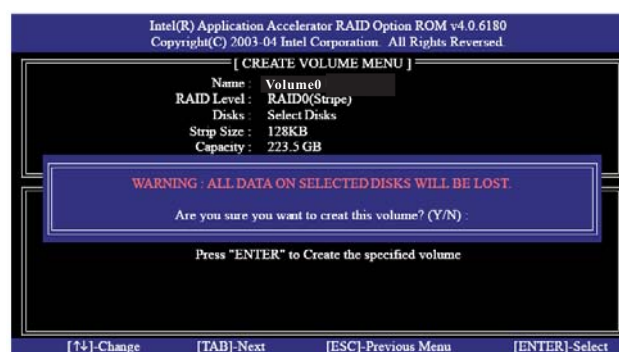 Intel(R) Application Accelerator RAID Option ROM v4.0.6180
Copyright(C) 2003-04 Intel Corporation. All Rights Reversed.
[ CREATE VOLUME MENU ]
Name : Volume0
RAID Level : RAID0(Stripe)
Disks : Select Disks
Strip Size : 128KB
Capacity : 223.5 GB
WARNING : ALL DATA ON SELECTED DISKS WILL BE LOST.
Are you sure you want to creat this volume? (Y/N) :
Press "ENTER" to Create the specified volume
[↑↓]-Change [TAB]-Next [ESC]-Previous Menu [ENTER]-Select